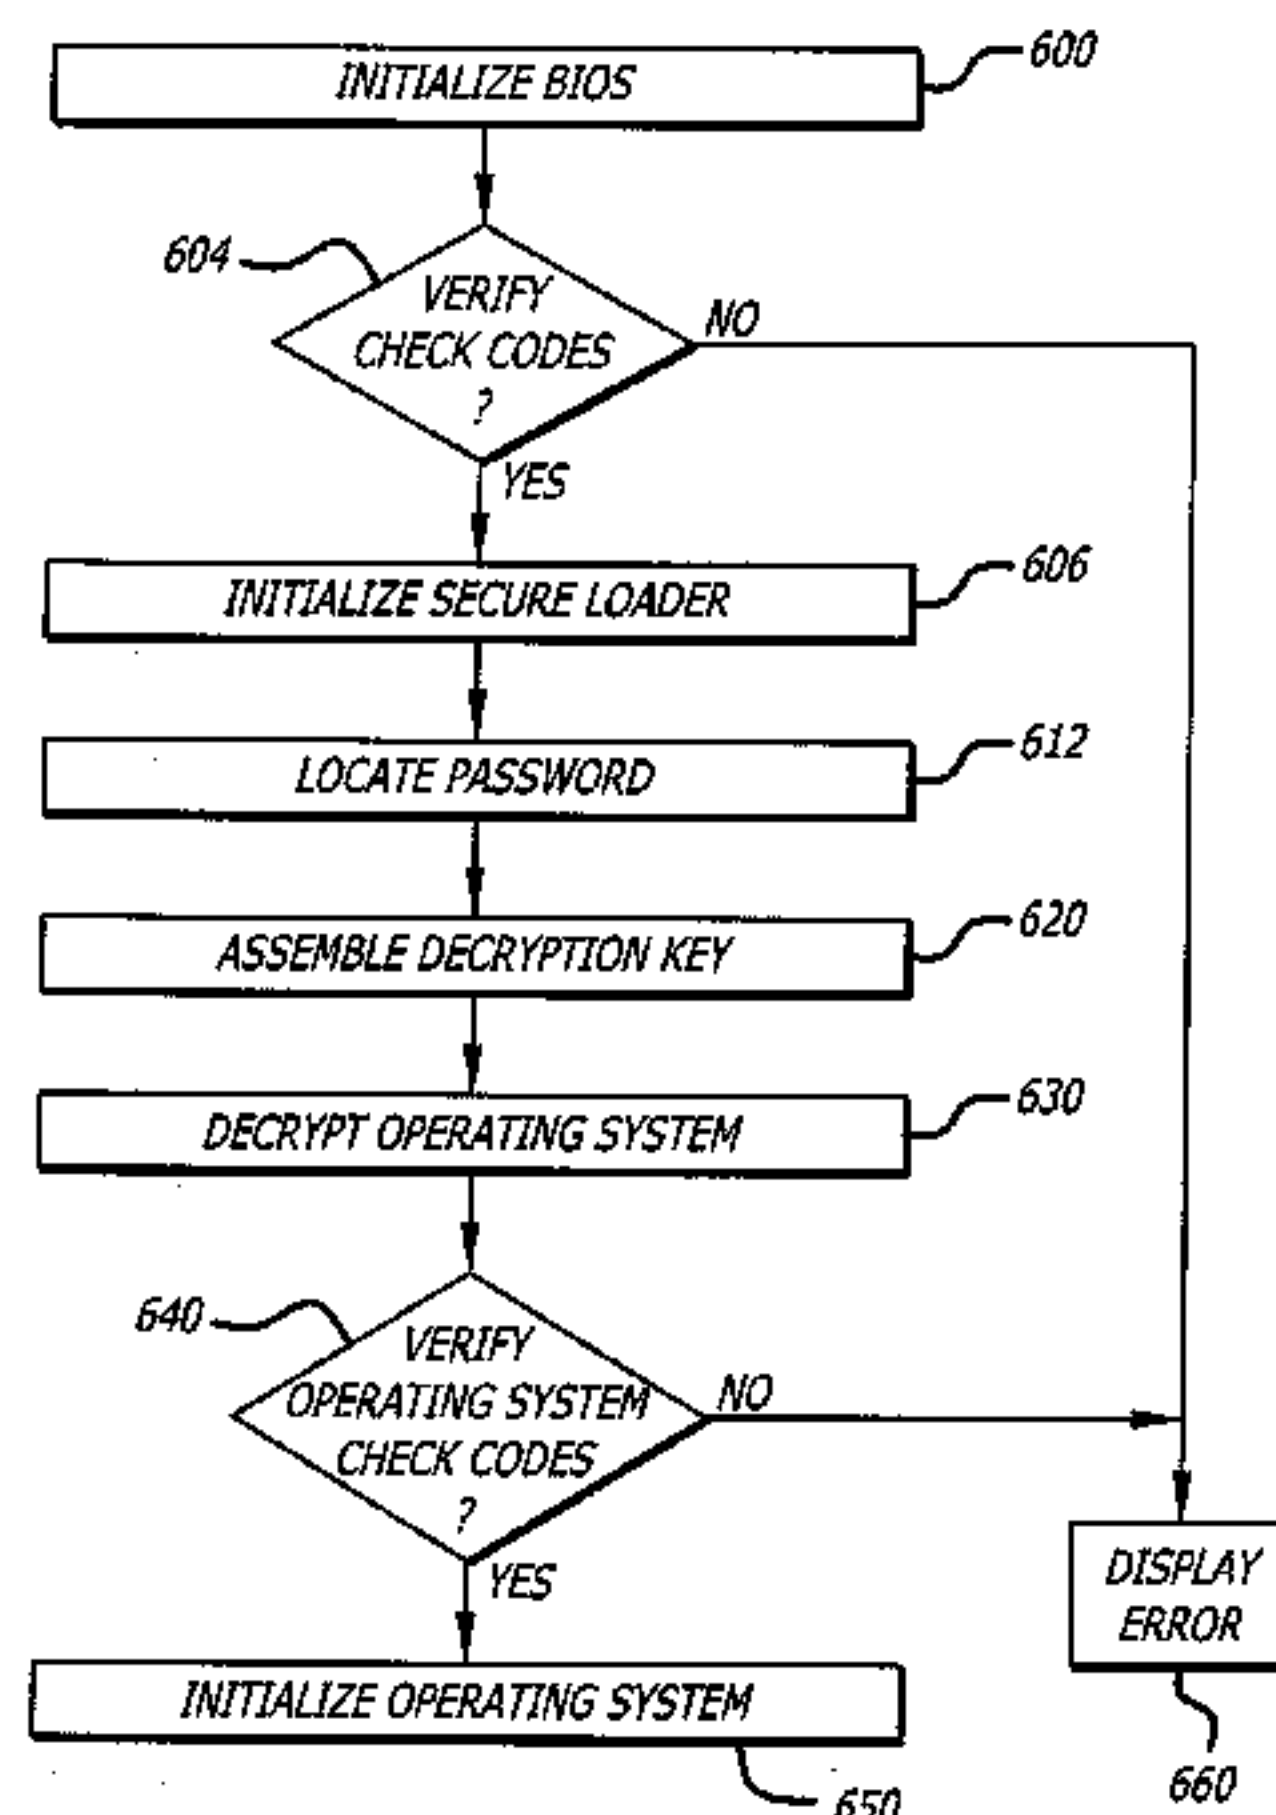 INITIALIZE BIOS
600
604
VERIFY
CHECK CODES
?
NO
YES
INITIALIZE SECURE LOADER
606
LOCATE PASSWORD
612
ASSEMBLE DECRYPTION KEY
620
DECRYPT OPERATING SYSTEM
630
640
VERIFY
OPERATING SYSTEM
CHECK CODES
?
NO
YES
DISPLAY
ERROR
INITIALIZE OPERATING SYSTEM
660
650